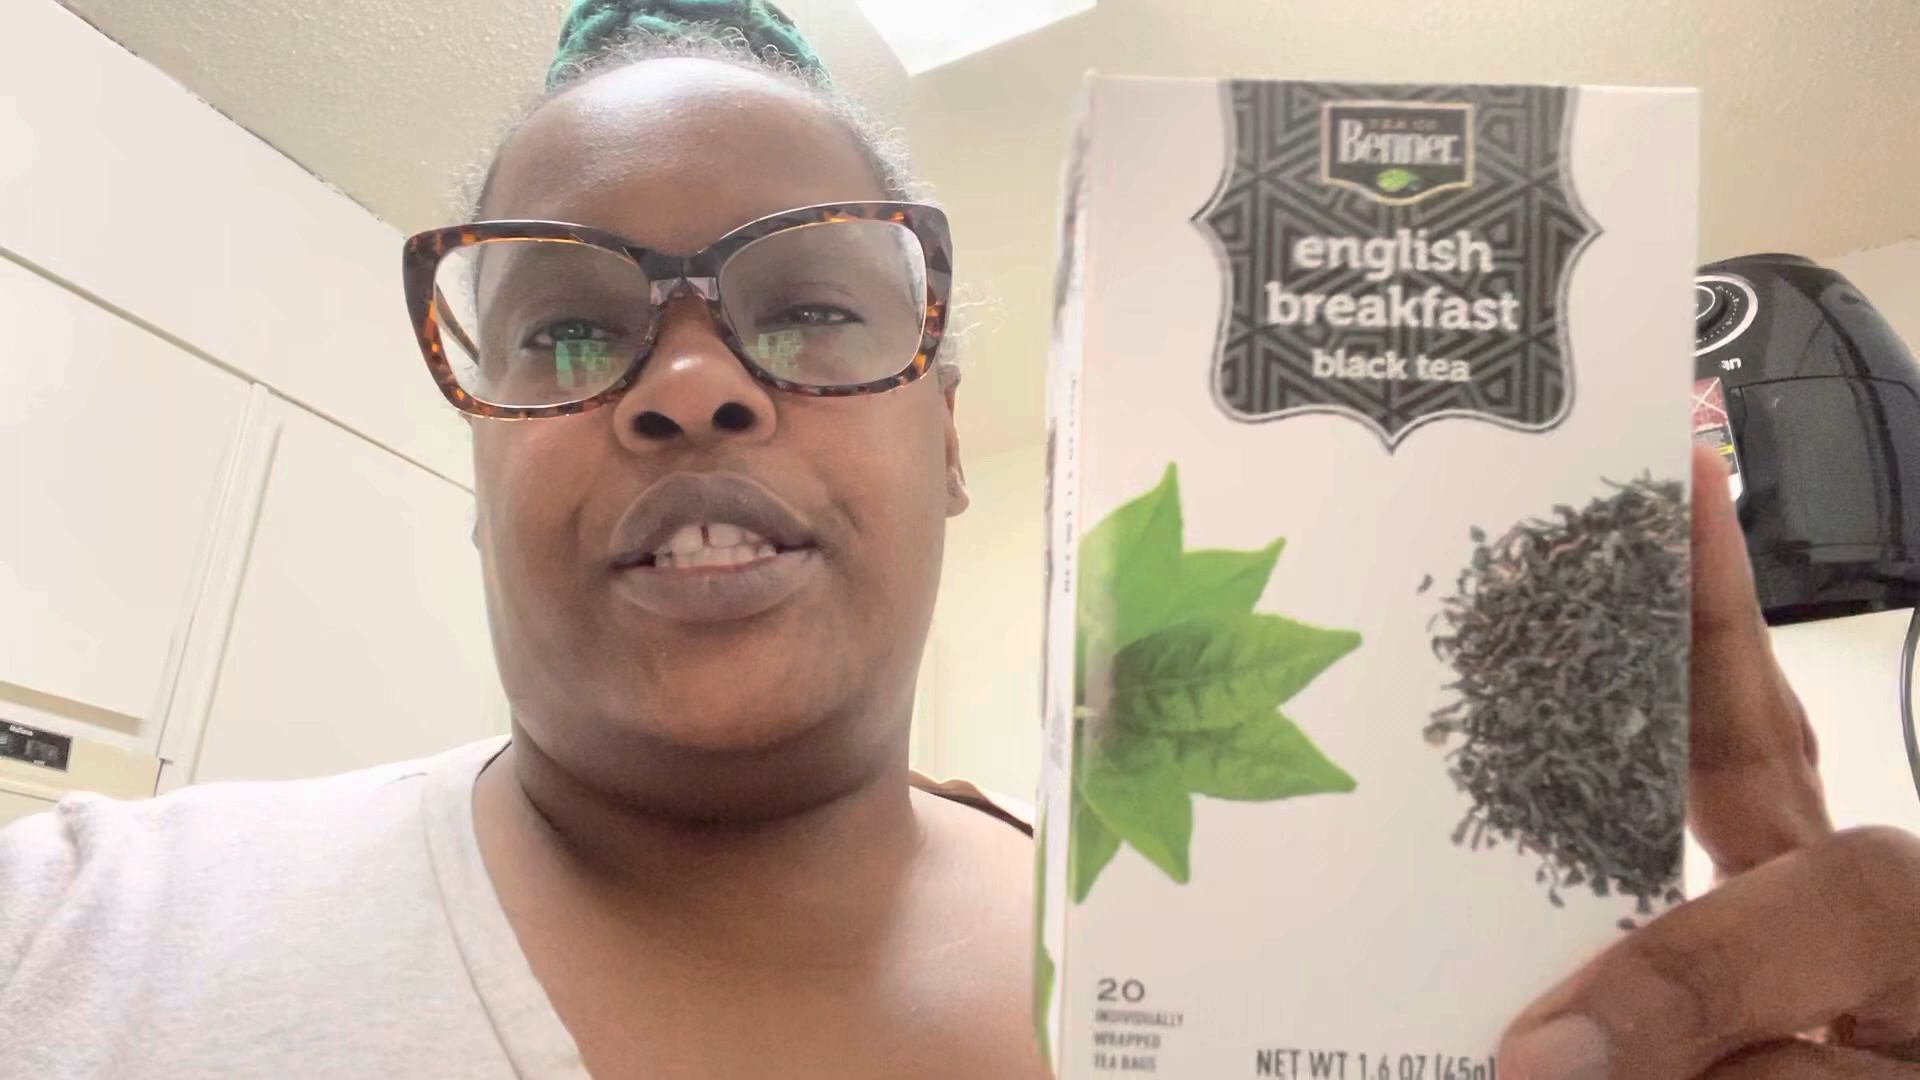 Benner
english
breakfast
black tea
20
INDIVIDUALLY
WRAPPED
TEA BAGS
NET WT 1.6 OZ (45g)